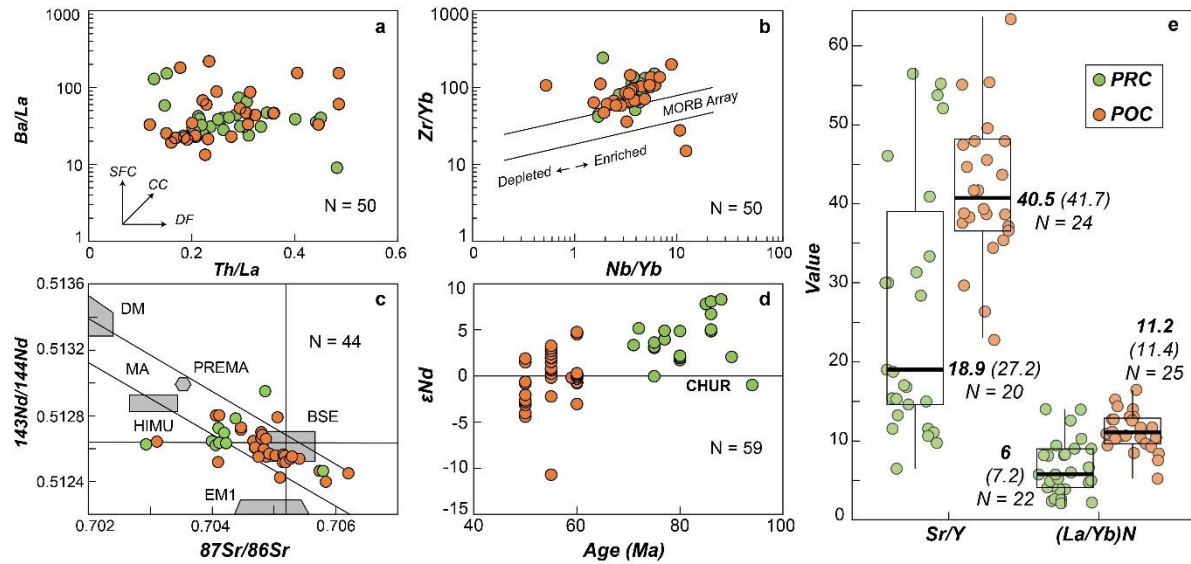 a
1000
100
10
1
Ba/La
SFC
CC
DF
N = 50
0
0.2
0.4
0.6
Th/La
b
1000
100
10
1
Zr/Yb
MORB Array
Depleted
Enriched
N = 50
0
1
10
100
Nb/Yb
c
0.5136
0.5132
0.5128
0.5124
143Nd/144Nd
DM
N = 44
MA
PREMA
HIMU
BSE
EM1
0.702
0.704
0.706
87Sr/86Sr
d
10
5
0
-5
-10
-15
εNd
CHUR
N = 59
40
60
80
100
Age (Ma)
e
PRC
POC
60
50
40
30
20
10
0
Value
40.5 (41.7)
N = 24
18.9 (27.2)
N = 20
11.2
(11.4)
N = 25
6
(7.2)
N = 22
Sr/Y
(La/Yb)N